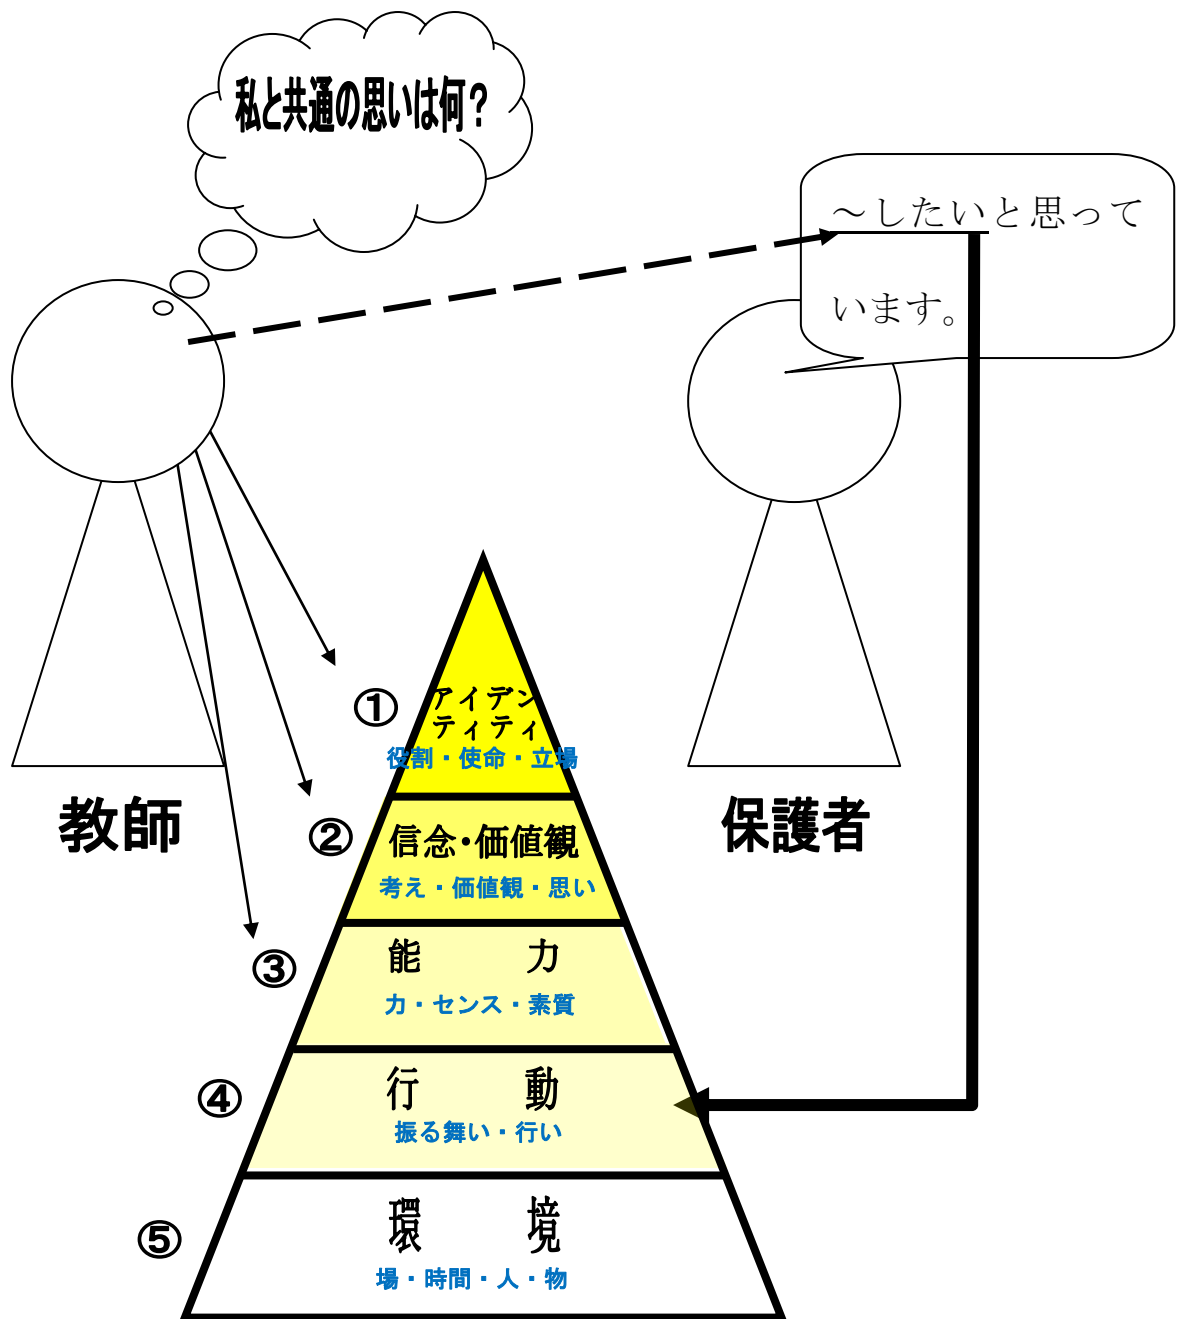 私と共通の思いは何？
～したいと思って
います。
教師
保護者
①
アイデン
ティティ
役割・使命・立場
②
信念・価値観
考え・価値観・思い
③
能　力
力・センス・素質
④
行　動
振る舞い・行い
⑤
環　境
場・時間・人・物